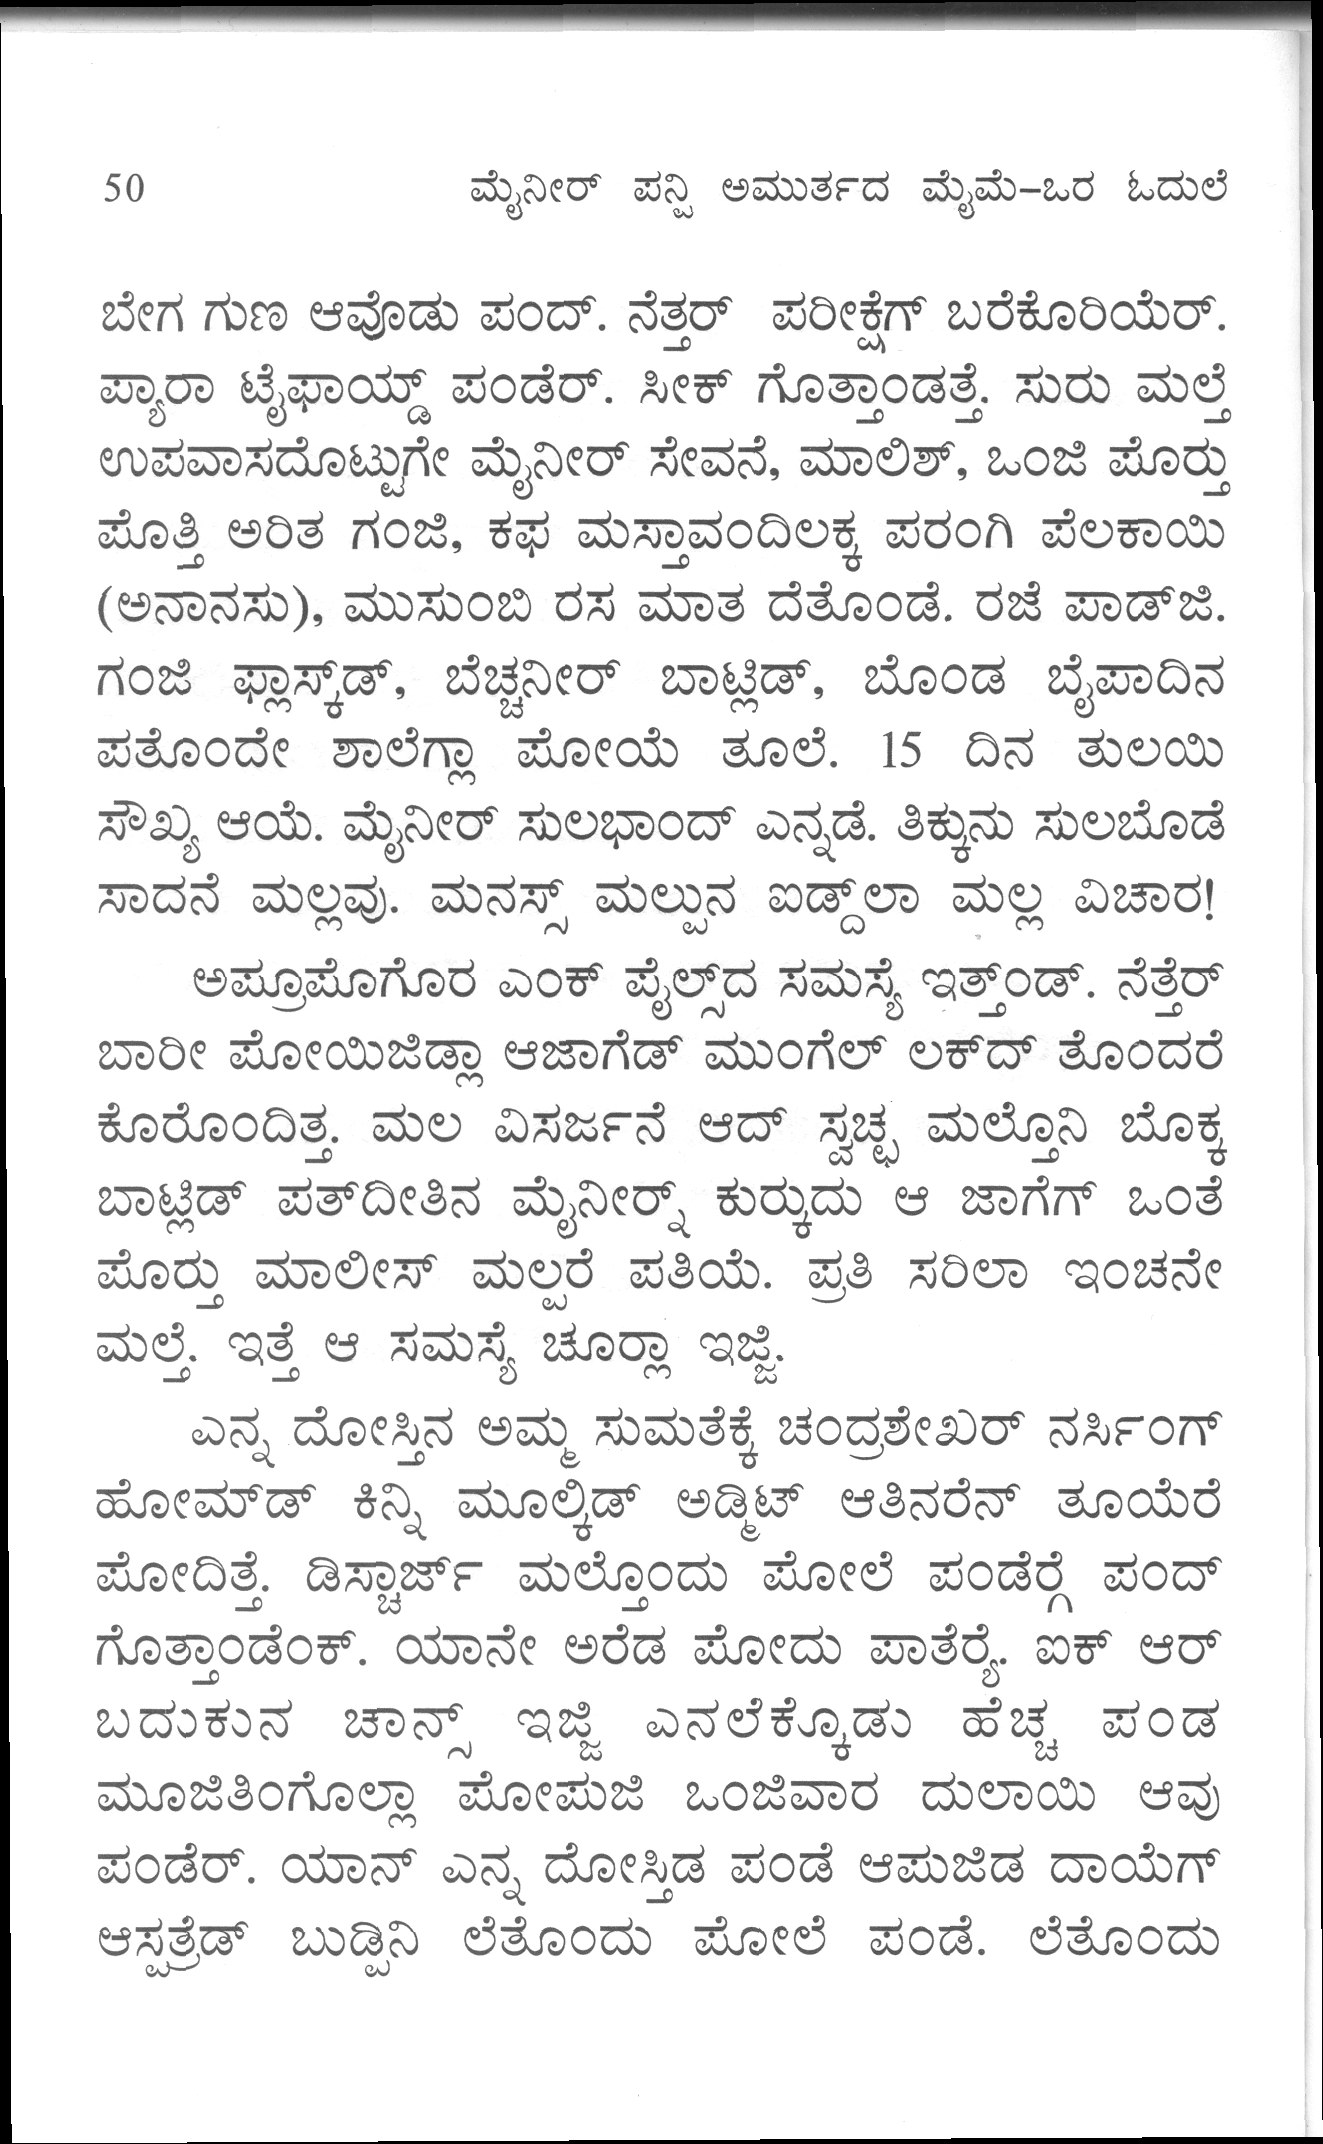 50 ಮೈನೀರ್ ಪನ್ಪಿ ಅಮುರ್ತದ ಮೈಮೆ-ಒರ ಓದುಲೆ
ಬೇಗ ಗುಣ ಆವೊಡು ಪಂದ್. ನೆತ್ತರ್ ಪರೀಕ್ಷೆಗ್ ಬರೆಕೊರಿಯೆರ್.
ಪ್ಯಾರಾ ಟೈಫಾಯ್ಡ್ ಪಂಡೆರ್. ಸೀಕ್ ಗೊತ್ತಾಂಡತ್ತೆ. ಸುರು ಮಲ್ತೆ
ಉಪವಾಸದೊಟ್ಟುಗೇ ಮೈನೀರ್ ಸೇವನೆ, ಮಾಲಿಶ್, ಒಂಜಿ ಪೊರ್ತು
ಪೊತ್ತಿ ಅರಿತ ಗಂಜಿ, ಕಫ ಮಸ್ತಾವಂದಿಲಕ್ಕ ಪರಂಗಿ ಪೆಲಕಾಯಿ
(ಅನಾನಸು), ಮುಸುಂಬಿ ರಸ ಮಾತ ದೆತೊಂಡೆ. ರಜೆ ಪಾಡ್‌ಜಿ.
ಗಂಜಿ ಫ್ಲಾಸ್ಕ್‌ಡ್, ಬೆಚ್ಚನೀರ್ ಬಾಟ್ಲಿಡ್, ಬೊಂಡ ಬೈಪಾದಿನ
ಪತೊಂದೇ ಶಾಲೆಗ್ಲಾ ಪೋಯೆ ತೂಲೆ. 15 ದಿನ ತುಲಯಿ
ಸೌಖ್ಯ ಆಯೆ. ಮೈನೀರ್ ಸುಲಭಾಂದ್ ಎನ್ನಡೆ. ತಿಕ್ಕುನು ಸುಲಬೊಡೆ
ಸಾದನೆ ಮಲ್ಲವು. ಮನಸ್ಸ್ ಮಲ್ಪುನ ಐಡ್ದ್‌ಲಾ ಮಲ್ಲ ವಿಚಾರ!
ಅಪ್ರೂಪೊಗೊರ ಎಂಕ್ ಪೈಲ್ಸ್‌ದ ಸಮಸ್ಯೆ ಇತ್ತ್ಂಡ್. ನೆತ್ತೆರ್
ಬಾರೀ ಪೋಯಿಜಿಡ್ಲಾ ಆಜಾಗೆಡ್ ಮುಂಗೆಲ್ ಲಕ್‌ದ್ ತೊಂದರೆ
ಕೊರೊಂದಿತ್ತ. ಮಲ ವಿಸರ್ಜನೆ ಆದ್ ಸ್ವಚ್ಛ ಮಲ್ತೊನಿ ಬೊಕ್ಕ
ಬಾಟ್ಲಿಡ್ ಪತ್‌ದೀತಿನ ಮೈನೀರ್‍ನ್ ಕುರ್‍ಕುದು ಆ ಜಾಗೆಗ್ ಒಂತೆ
ಪೊರ್ತು ಮಾಲೀಸ್ ಮಲ್ಪರೆ ಪತಿಯೆ. ಪ್ರತಿ ಸರಿಲಾ ಇಂಚನೇ
ಮಲ್ತೆ. ಇತ್ತೆ ಆ ಸಮಸ್ಯೆ ಚೂರ್‍ಲಾ ಇಜ್ಜಿ.
ಎನ್ನ ದೋಸ್ತಿನ ಅಮ್ಮ ಸುಮತೆಕ್ಕೆ ಚಂದ್ರಶೇಖರ್ ನರ್ಸಿಂಗ್
ಹೋಮ್‌ಡ್ ಕಿನ್ನಿ ಮೂಲ್ಕಿಡ್ ಅಡ್ಮಿಟ್ ಆತಿನರೆನ್ ತೂಯೆರೆ
ಪೋದಿತ್ತೆ. ಡಿಸ್ಚಾರ್ಜ್ ಮಲ್ತೊಂದು ಪೋಲೆ ಪಂಡೆರ್‍ಗೆ ಪಂದ್
ಗೊತ್ತಾಂಡೆಂಕ್. ಯಾನೇ ಅರೆಡ ಪೋದು ಪಾತೆರ್‍ಯೆ. ಐಕ್ ಆರ್
ಬದುಕುನ ಚಾನ್ಸ್ ಇಜ್ಜಿ ಎನಲೆಕ್ಕೊಡು ಹೆಚ್ಚ ಪಂಡ
ಮೂಜಿತಿಂಗೊಲ್ಲಾ ಪೋಪುಜಿ ಒಂಜಿವಾರ ದುಲಾಯಿ ಆವು
ಪಂಡೆರ್. ಯಾನ್ ಎನ್ನ ದೋಸ್ತಿಡ ಪಂಡೆ ಆಪುಜಿಡ ದಾಯೆಗ್
ಆಸ್ಪತ್ರೆಡ್ ಬುಡ್ಪಿನಿ ಲೆತೊಂದು ಪೋಲೆ ಪಂಡೆ. ಲೆತೊಂದು